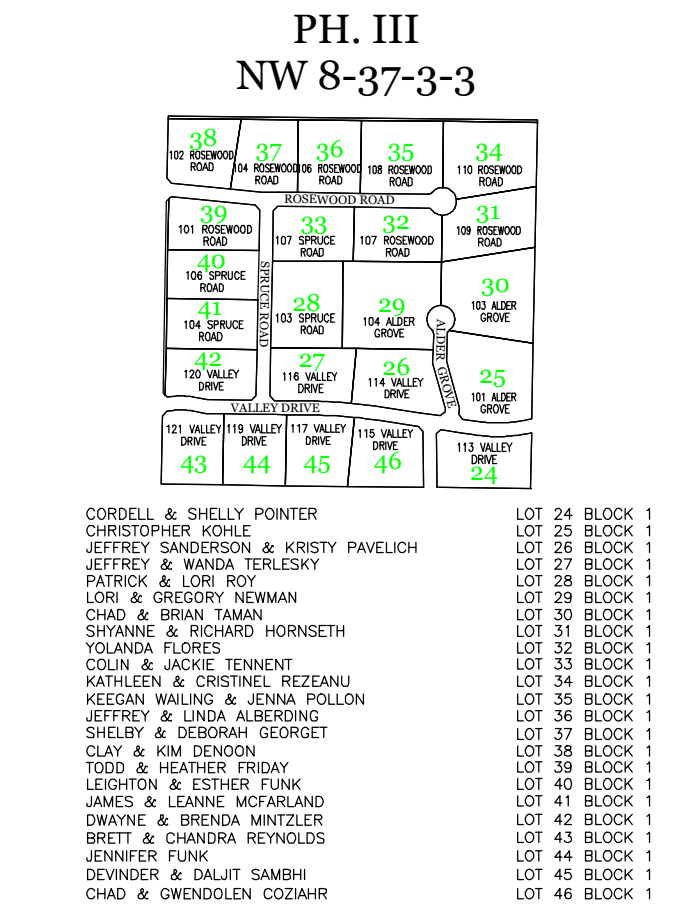 PH. III
NW 8-37-3-3
38
102 ROSEWOOD
ROAD
37
104 ROSEWOOD
ROAD
36
106 ROSEWOOD
ROAD
35
108 ROSEWOOD
ROAD
34
110 ROSEWOOD
ROAD
ROSEWOOD ROAD
39
101 ROSEWOOD
ROAD
33
107 SPRUCE
ROAD
32
107 ROSEWOOD
ROAD
31
109 ROSEWOOD
ROAD
40
106 SPRUCE
ROAD
SPRUCE ROAD
41
104 SPRUCE
ROAD
28
103 SPRUCE
ROAD
29
104 ALDER
GROVE
30
103 ALDER
GROVE
42
120 VALLEY
DRIVE
27
116 VALLEY
DRIVE
26
114 VALLEY
DRIVE
ALDER GROVE
25
101 ALDER
GROVE
VALLEY DRIVE
121 VALLEY
DRIVE
43
119 VALLEY
DRIVE
44
117 VALLEY
DRIVE
45
115 VALLEY
DRIVE
46
113 VALLEY
DRIVE
24
CORDELL & SHELLY POINTER LOT 24 BLOCK 1
CHRISTOPHER KOHLE LOT 25 BLOCK 1
JEFFREY SANDERSON & KRISTY PAVELICH LOT 26 BLOCK 1
JEFFREY & WANDA TERLESKY LOT 27 BLOCK 1
PATRICK & LORI ROY LOT 28 BLOCK 1
LORI & GREGORY NEWMAN LOT 29 BLOCK 1
CHAD & BRIAN TAMAN LOT 30 BLOCK 1
SHYANNE & RICHARD HORNSETH LOT 31 BLOCK 1
YOLANDA FLORES LOT 32 BLOCK 1
COLIN & JACKIE TENNENT LOT 33 BLOCK 1
KATHLEEN & CRISTINEL REZEANU LOT 34 BLOCK 1
KEEGAN WAILING & JENNA POLLON LOT 35 BLOCK 1
JEFFREY & LINDA ALBERDING LOT 36 BLOCK 1
SHELBY & DEBORAH GEORGET LOT 37 BLOCK 1
CLAY & KIM DENOON LOT 38 BLOCK 1
TODD & HEATHER FRIDAY LOT 39 BLOCK 1
LEIGHTON & ESTHER FUNK LOT 40 BLOCK 1
JAMES & LEANNE MCFARLAND LOT 41 BLOCK 1
DWAYNE & BRENDA MINTZLER LOT 42 BLOCK 1
BRETT & CHANDRA REYNOLDS LOT 43 BLOCK 1
JENNIFER FUNK LOT 44 BLOCK 1
DEVINDER & DALJIT SAMBHI LOT 45 BLOCK 1
CHAD & GWENDOLEN COZIAHR LOT 46 BLOCK 1